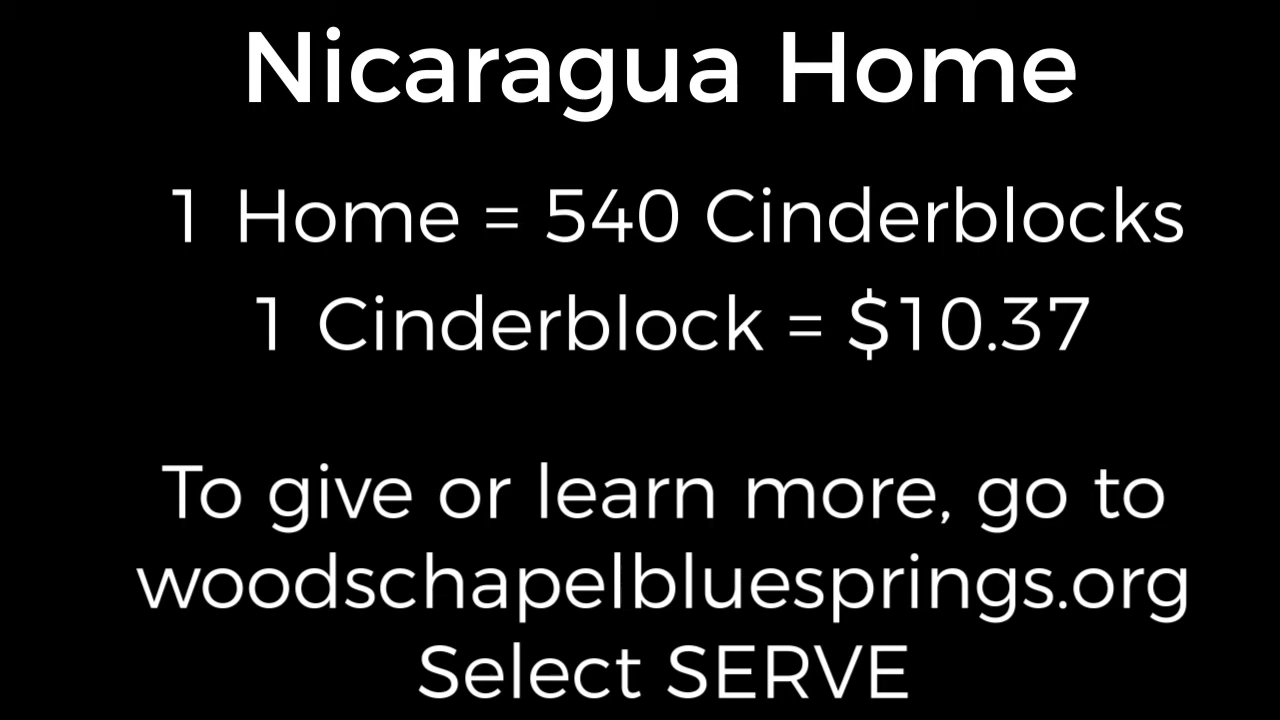 Nicaragua Home
1 Home = 540 Cinderblocks
1 Cinderblock = $10.37
To give or learn more, go to
woodschapelbluesprings.org
Select SERVE